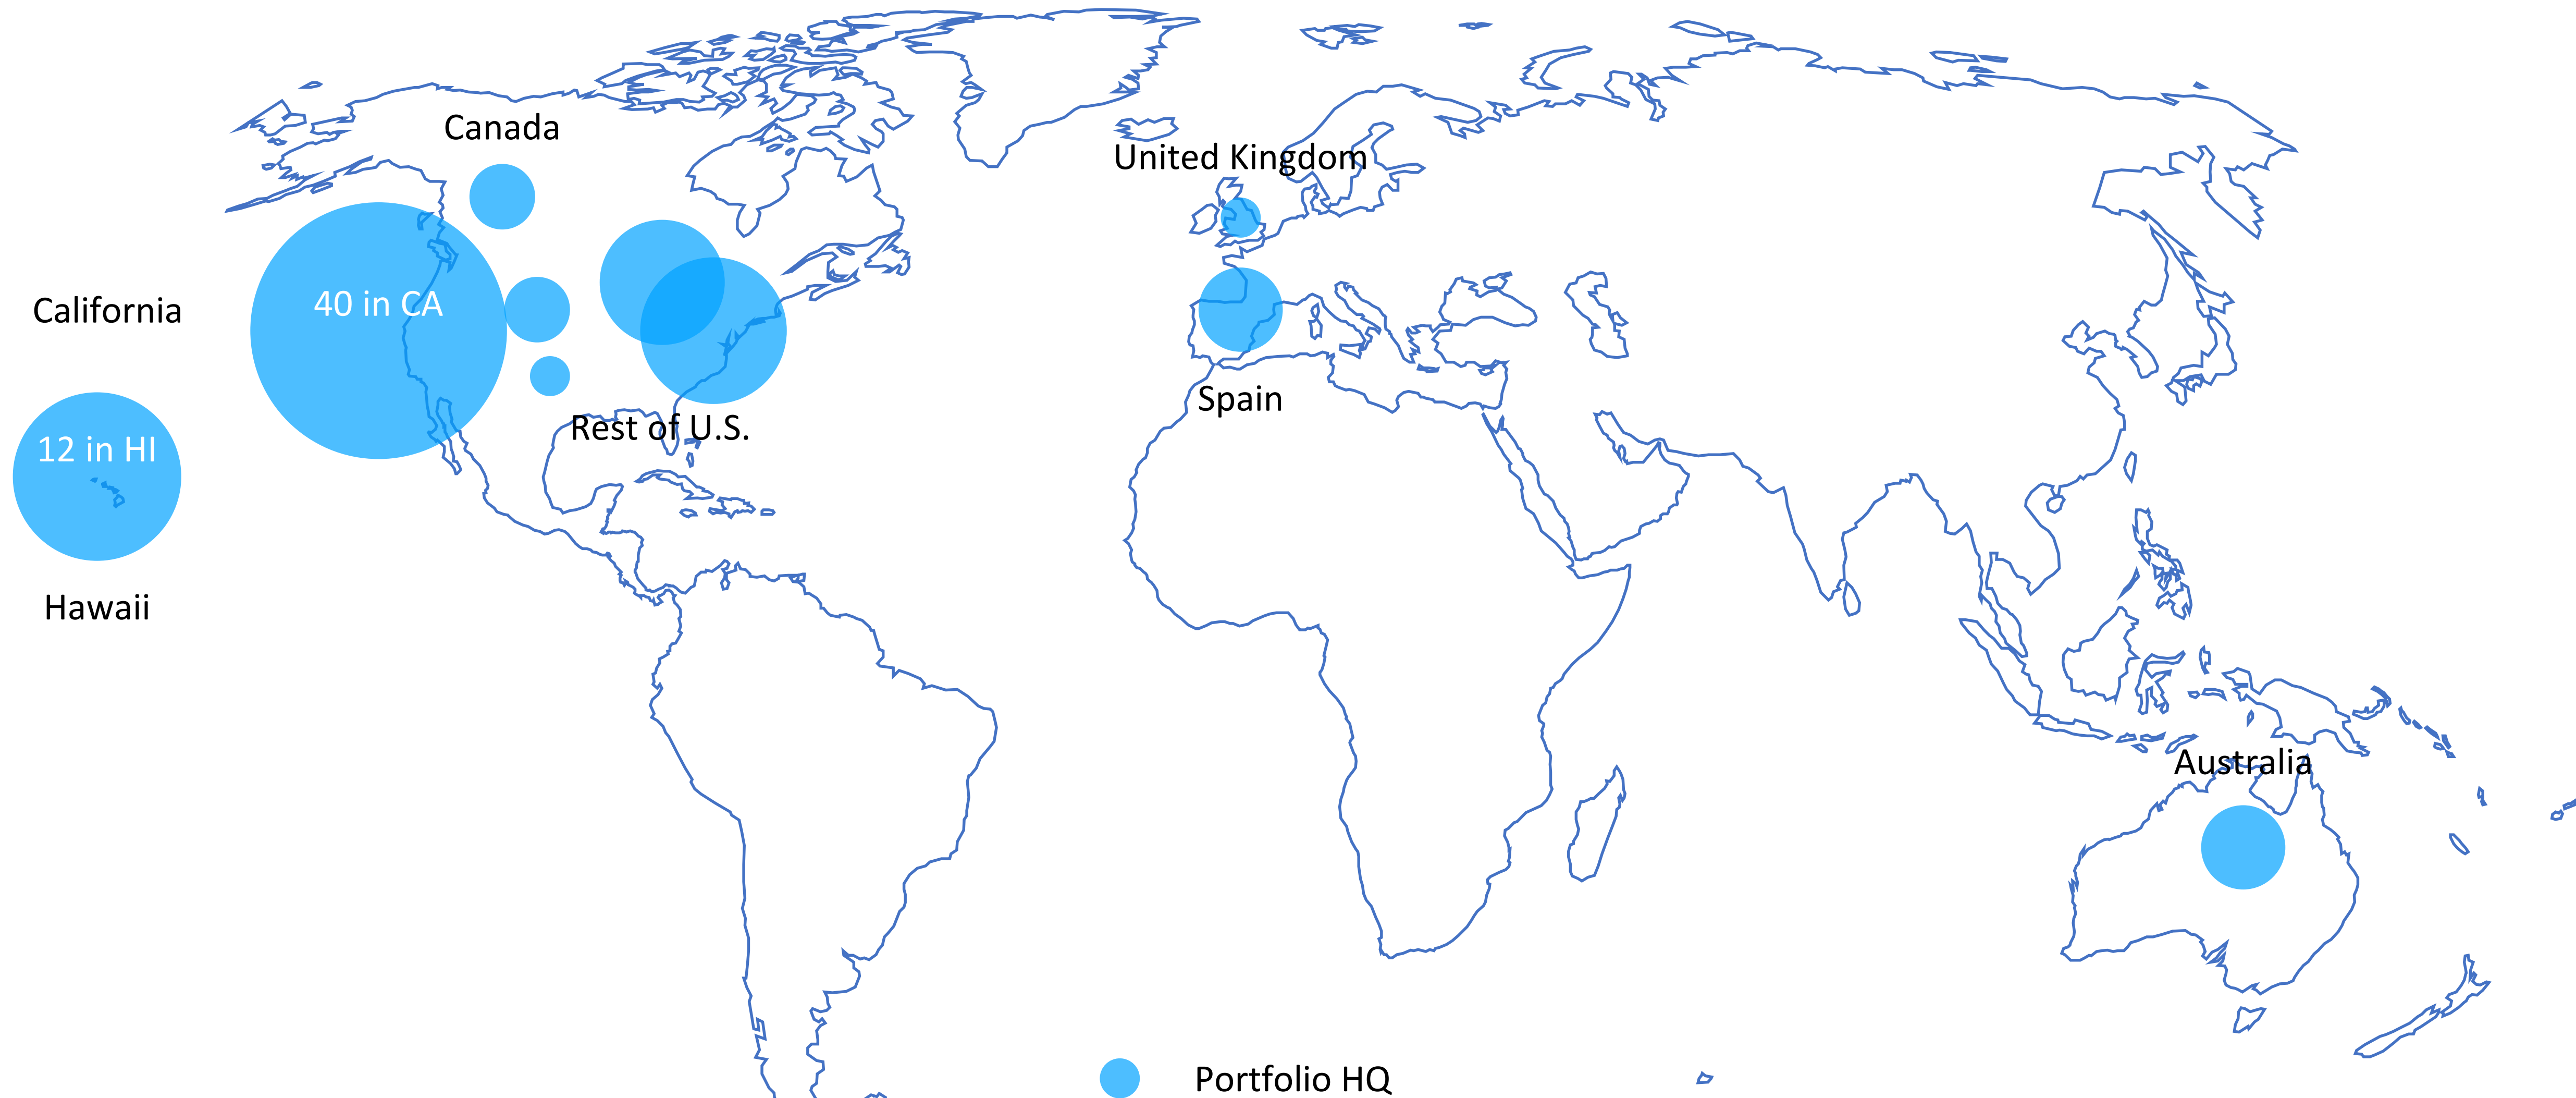 Canada
United Kingdom
California
40 in CA
Spain
Rest of U.S.
12 in HI
Hawaii
Australia
Portfolio HQ